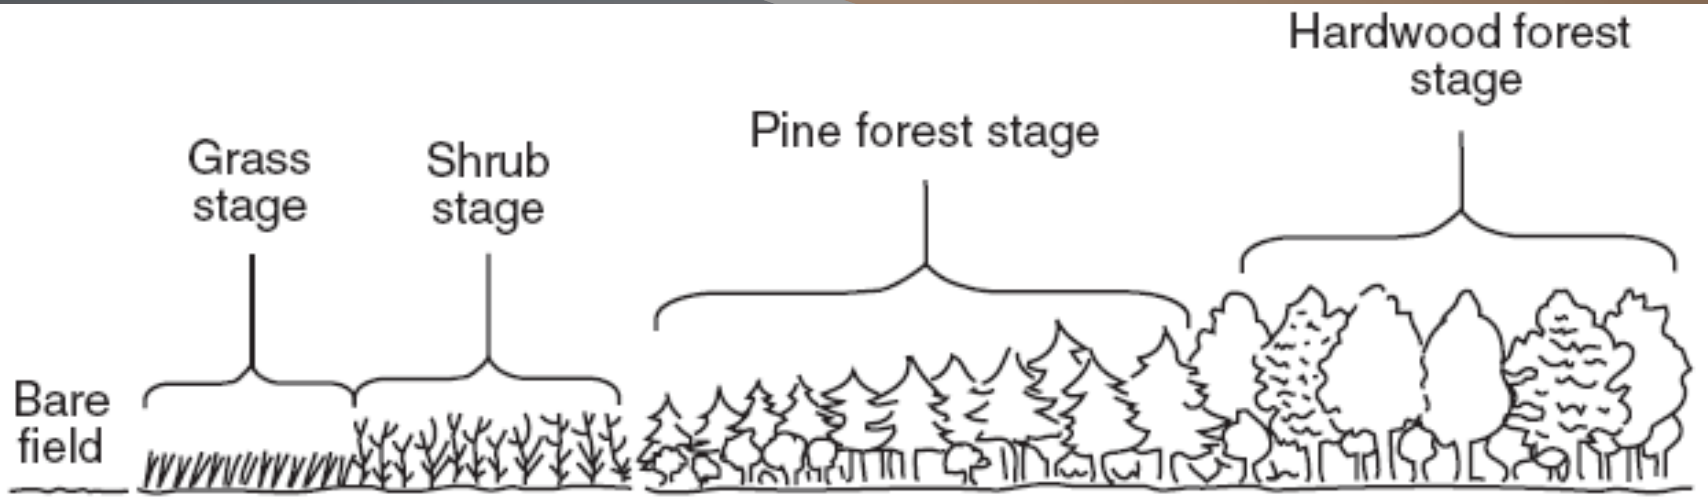 Bare
field
Grass
stage
Shrub
stage
Pine forest stage
Hardwood forest
stage